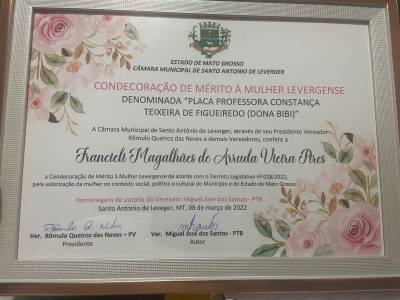 ESTADO DE MATO GROSSO
CÂMARA MUNICIPAL DE SANTO ANTONIO DE LEVERGER
CONDECORAÇÃO DE MÉRITO À MULHER LEVERGENSE
DENOMINADA "PLACA PROFESSORA CONSTANÇA
TEIXEIRA DE FIGUEIREDO (DONA BIBI)"
A Câmara Municipal de Santo Antônio de Leverger, através de seu Presidente Vereador
Rômulo Queiros das Neves e demais Vereadores, confere a
Francieli Magalhães de Arruda Vieira Pires
a Condecoração de Mérito À Mulher Levergense de acordo com o Decreto Legislativo nº 018/2022,
pela valorização da mulher no contexto social, político e cultural do Município e do Estado de Mato Grosso.
Homenagem de autoria do Vereador Miguel José dos Santos - PTB
Santo Antonio de Leveger, MT, 08 de março de 2022
Ver. Rômulo Queiros das Neves – PV
Presidente
Ver. Miguel José dos Santos - PTB
Autor